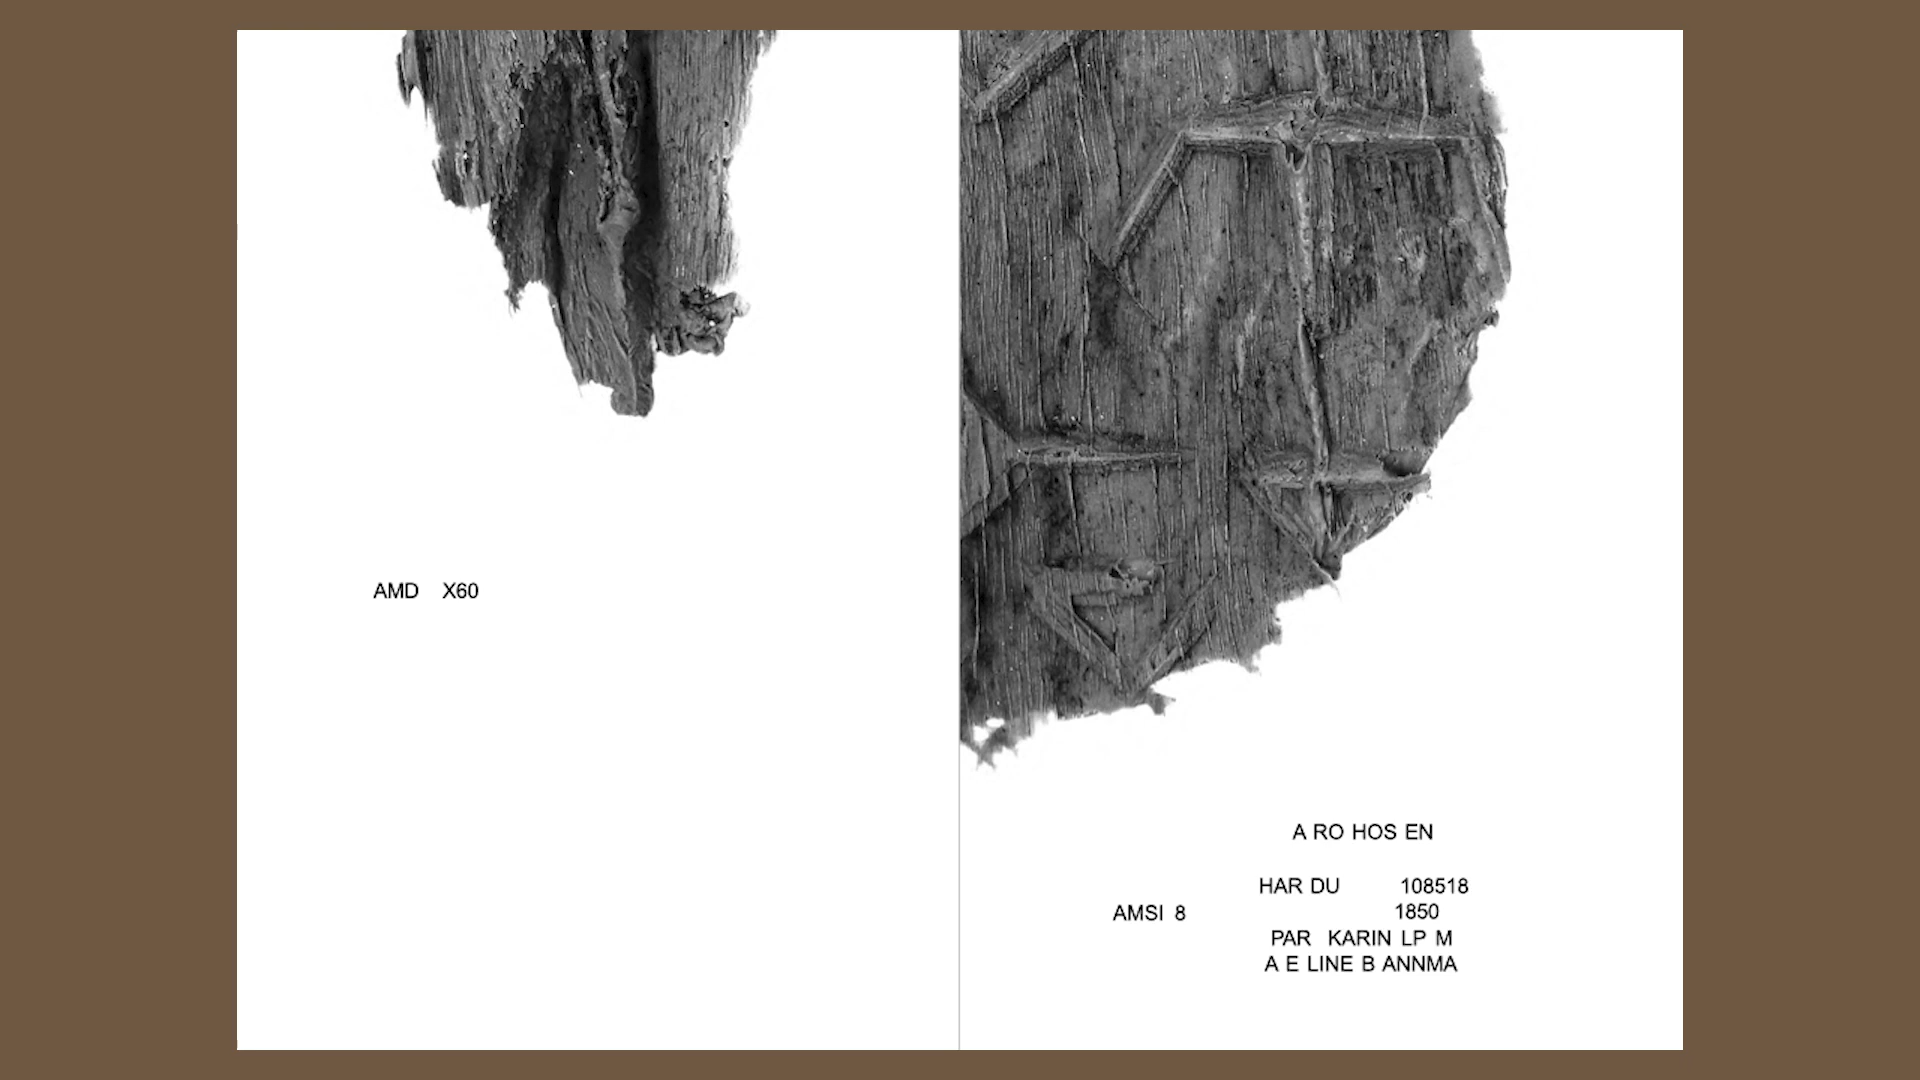 AMD X60
A RO HOS EN
HAR DU 108518
AMSI 8
1850
PAR KARIN LP M
A E LINE B ANNMA